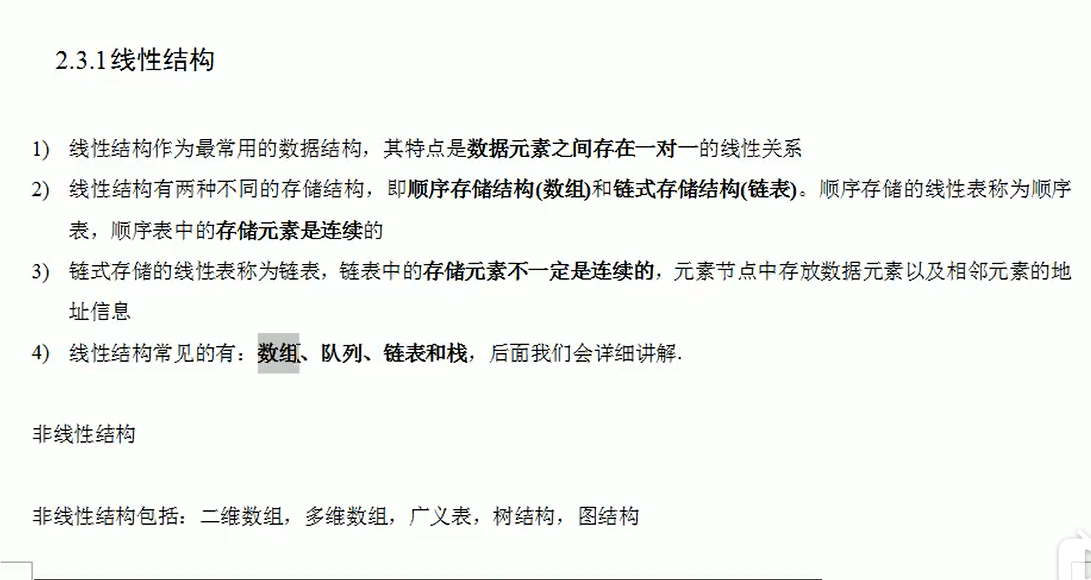 2.3.1线性结构
1) 线性结构作为最常用的数据结构，其特点是数据元素之间存在一对一的线性关系
2) 线性结构有两种不同的存储结构，即顺序存储结构(数组)和链式存储结构(链表)。顺序存储的线性表称为顺序
表，顺序表中的存储元素是连续的
3) 链式存储的线性表称为链表，链表中的存储元素不一定是连续的，元素节点中存放数据元素以及相邻元素的地
址信息
4) 线性结构常见的有：数组、队列、链表和栈，后面我们会详细讲解.
非线性结构
非线性结构包括：二维数组，多维数组，广义表，树结构，图结构